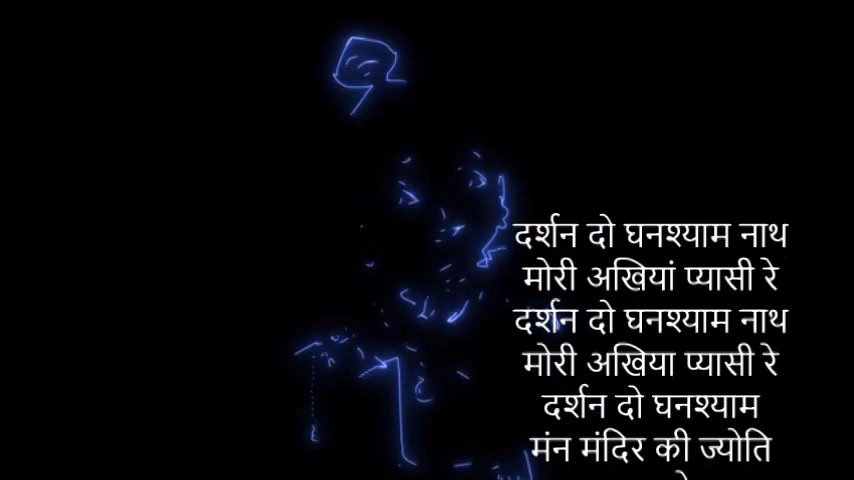 दर्शन दो घनश्याम नाथ
मोरी अखियां प्यासी रे
दर्शन दो घनश्याम नाथ
मोरी अखिया प्यासी रे
दर्शन दो घनश्याम
मंन मंदिर की ज्योति